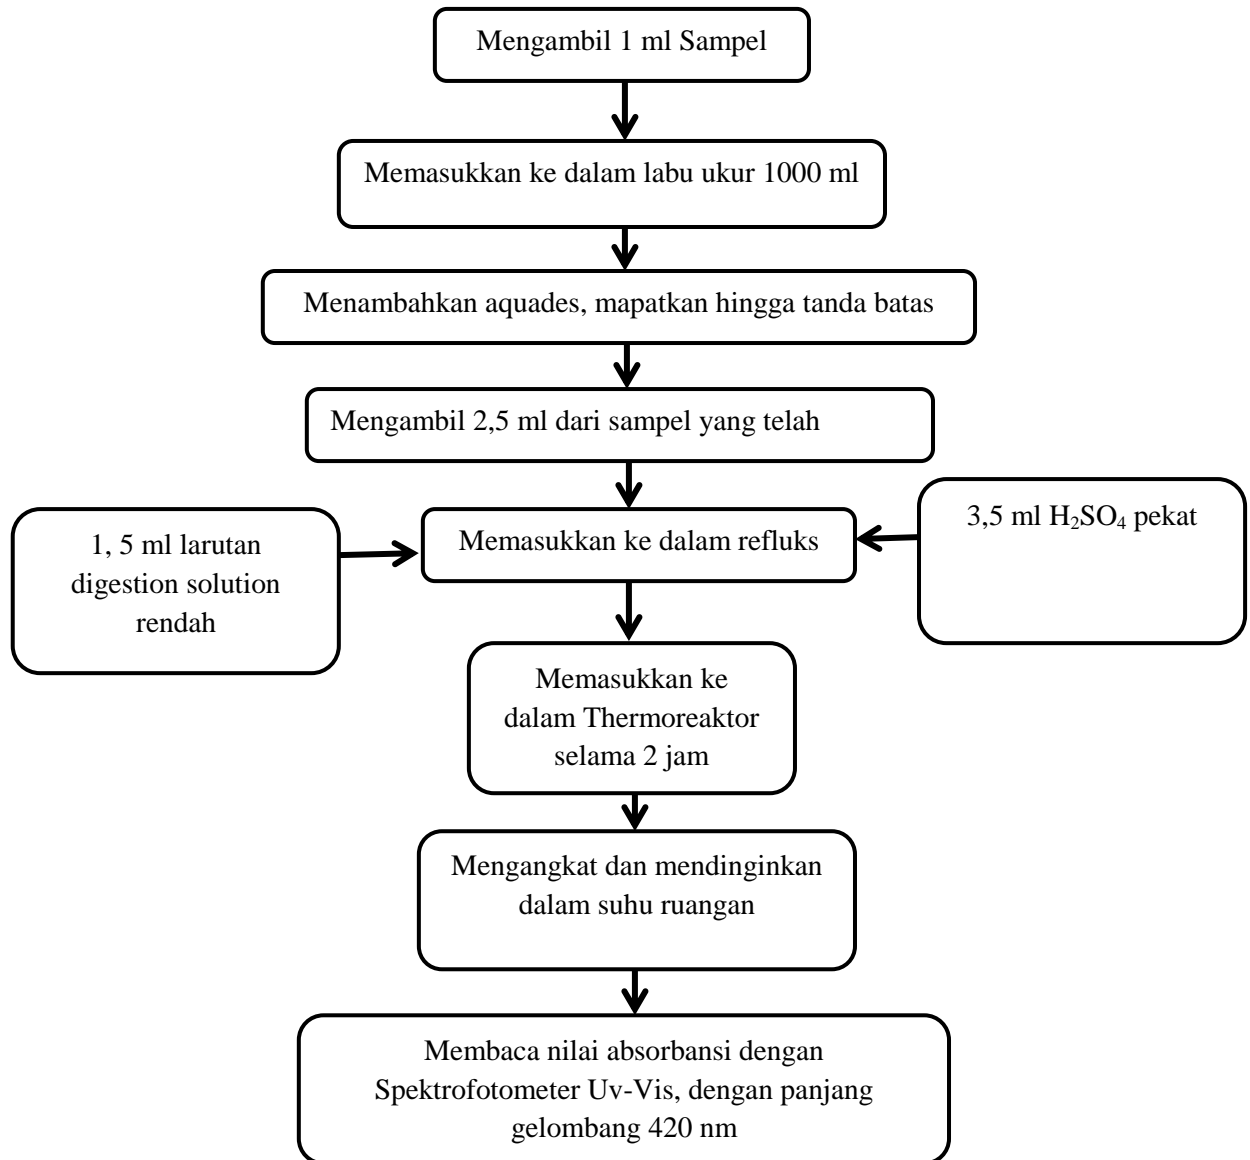 Mengambil 1 ml Sampel
Memasukkan ke dalam labu ukur 1000 ml
Menambahkan aquades, mapatkan hingga tanda batas
Mengambil 2,5 ml dari sampel yang telah
1, 5 ml larutan
digestion solution
rendah
Memasukkan ke dalam refluks
3,5 ml H₂SO₄ pekat
Memasukkan ke
dalam Thermoreaktor
selama 2 jam
Mengangkat dan mendinginkan
dalam suhu ruangan
Membaca nilai absorbansi dengan
Spektrofotometer Uv-Vis, dengan panjang
gelombang 420 nm